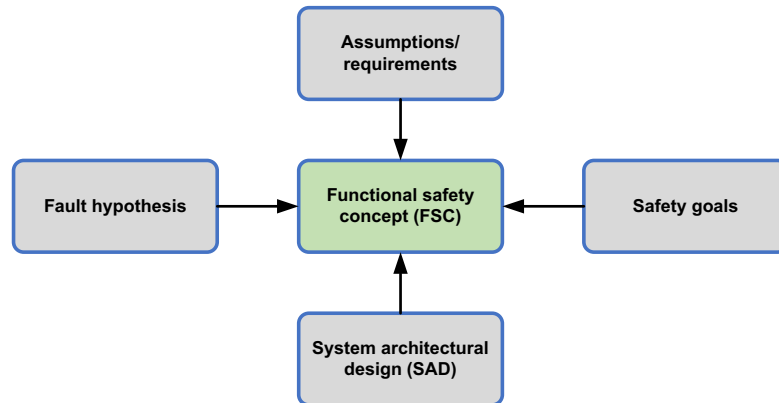 Assumptions/
requirements
Fault hypothesis
Functional safety
concept (FSC)
Safety goals
System architectural
design (SAD)